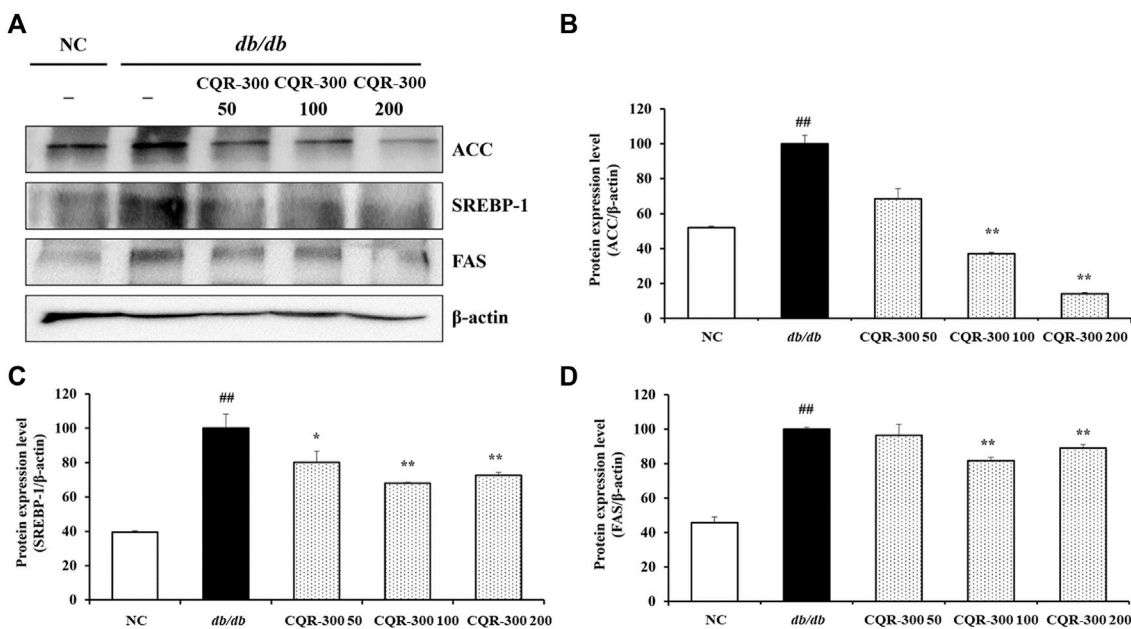 A
NC
db/db
CQR-300 CQR-300 CQR-300
– – 50 100 200
ACC
SREBP-1
FAS
β-actin
B
Protein expression level
(ACC/β-actin)
120
100
80
60
40
20
0
##
**
**
NC db/db CQR-300 50 CQR-300 100 CQR-300 200
C
Protein expression level
(SREBP-1/β-actin)
120
100
80
60
40
20
0
##
*
**
**
NC db/db CQR-300 50 CQR-300 100 CQR-300 200
D
Protein expression level
(FAS/β-actin)
120
100
80
60
40
20
0
##
**
**
NC db/db CQR-300 50 CQR-300 100 CQR-300 200